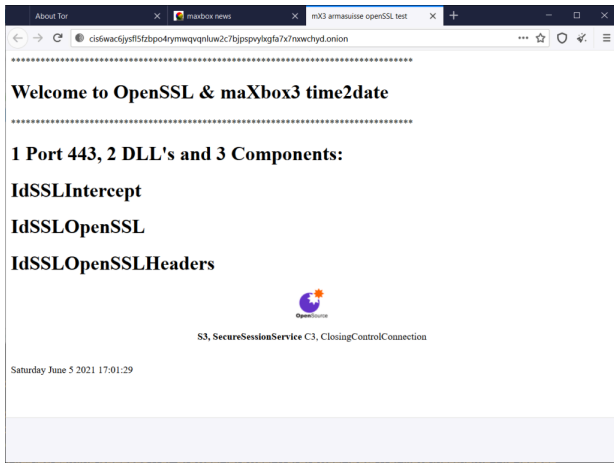 About Tor
maxbox news
mX3 armasuisse openSSL test
cis6wac6jysfl5fzbpo4rymwqvqnluw2c7bjpspvylxgfa7x7nxwchyd.onion
********************************************************************************
Welcome to OpenSSL & maXbox3 time2date
********************************************************************************
1 Port 443, 2 DLL's and 3 Components:
IdSSLIntercept
IdSSLOpenSSL
IdSSLOpenSSLHeaders
OpenSource
S3, SecureSessionService C3, ClosingControlConnection
Saturday June 5 2021 17:01:29